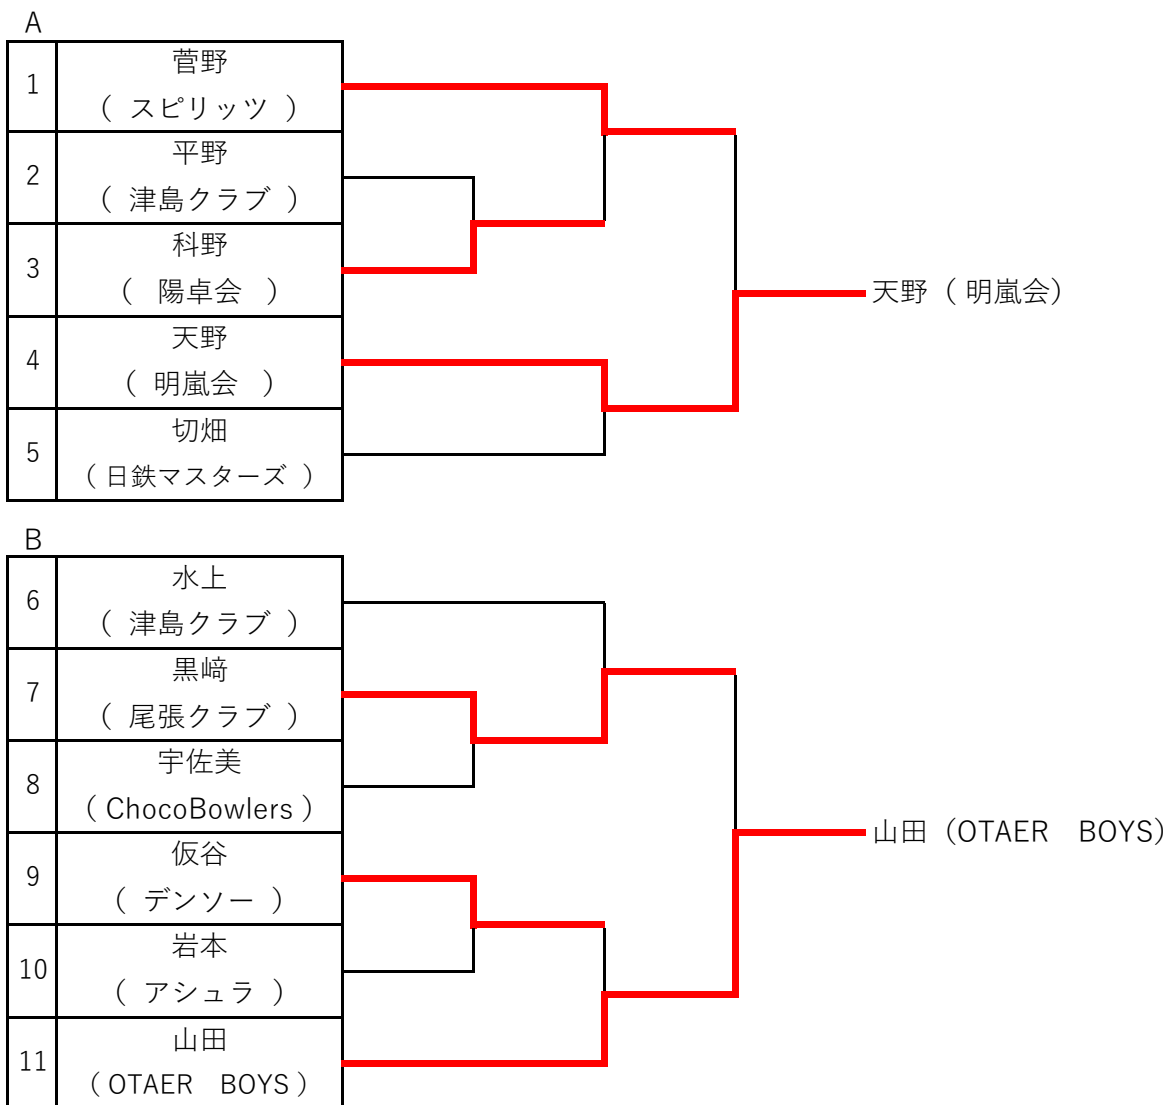 A
1
菅野
（ スピリッツ ）
2
平野
（ 津島クラブ ）
3
科野
（ 陽卓会 ）
4
天野
（ 明嵐会 ）
5
切畑
（ 日鉄マスターズ ）
天野（ 明嵐会）
B
6
水上
（ 津島クラブ ）
7
黒﨑
（ 尾張クラブ ）
8
宇佐美
（ ChocoBowlers ）
9
仮谷
（ デンソー ）
10
岩本
（ アシュラ ）
11
山田
（ OTAER　BOYS ）
山田（OTAER　BOYS）